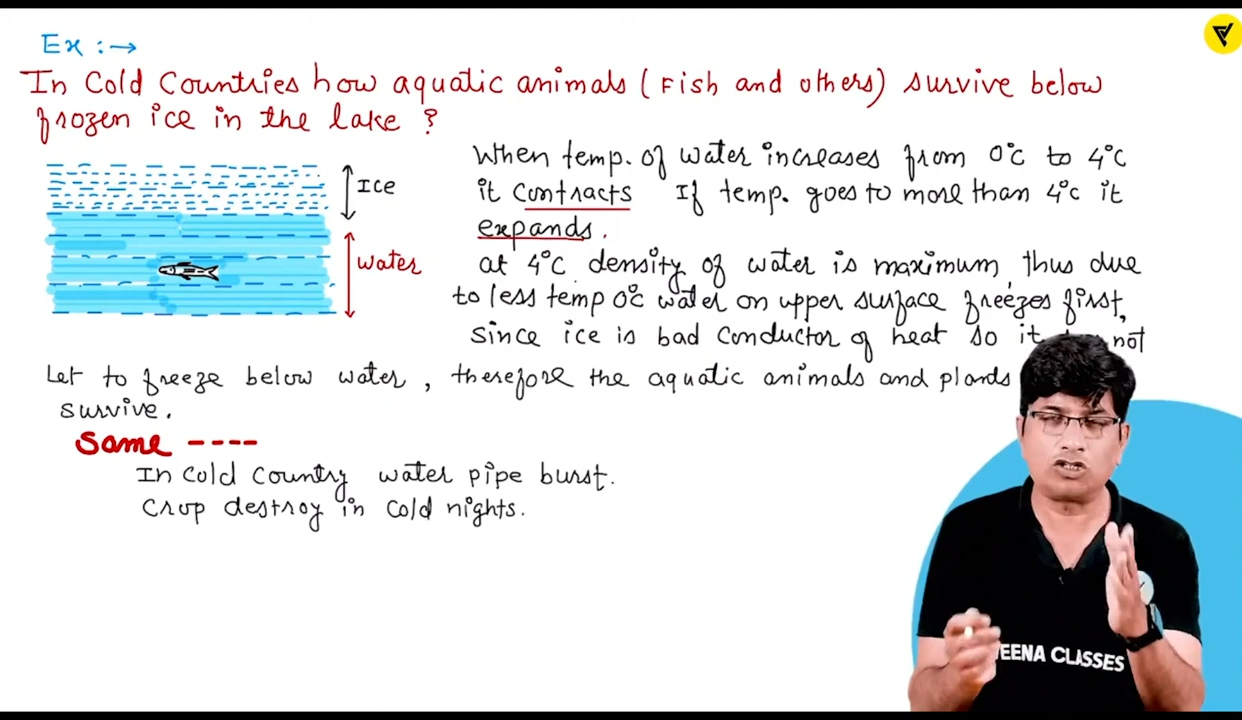 Ex :→
In Cold Countries how aquatic animals ( Fish and others) survive below
frozen ice in the lake ?
Ice
water
When temp. of water increases from 0°c to 4°c
it contracts If temp. goes to more than 4°c it
expands.
at 4°c density of water is maximum, thus due
to less temp 0°c water on upper surface freezes first,
Since ice is bad conductor of heat so it not
Let to freeze below water, therefore the aquatic animals and plants
survive.
Same ----
In cold country water pipe burst.
Crop destroy in cold nights.
EENA CLASSES